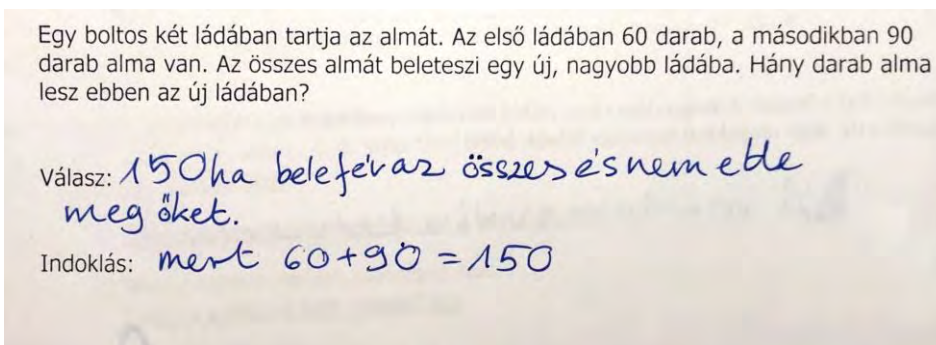 Egy boltos két ládában tartja az almát. Az első ládában 60 darab, a másodikban 90
darab alma van. Az összes almát beleteszi egy új, nagyobb ládába. Hány darab alma
lesz ebben az új ládában?
Válasz: 150 ha belefér az összes és nem ette
meg őket.
Indoklás: mert 60+90=150